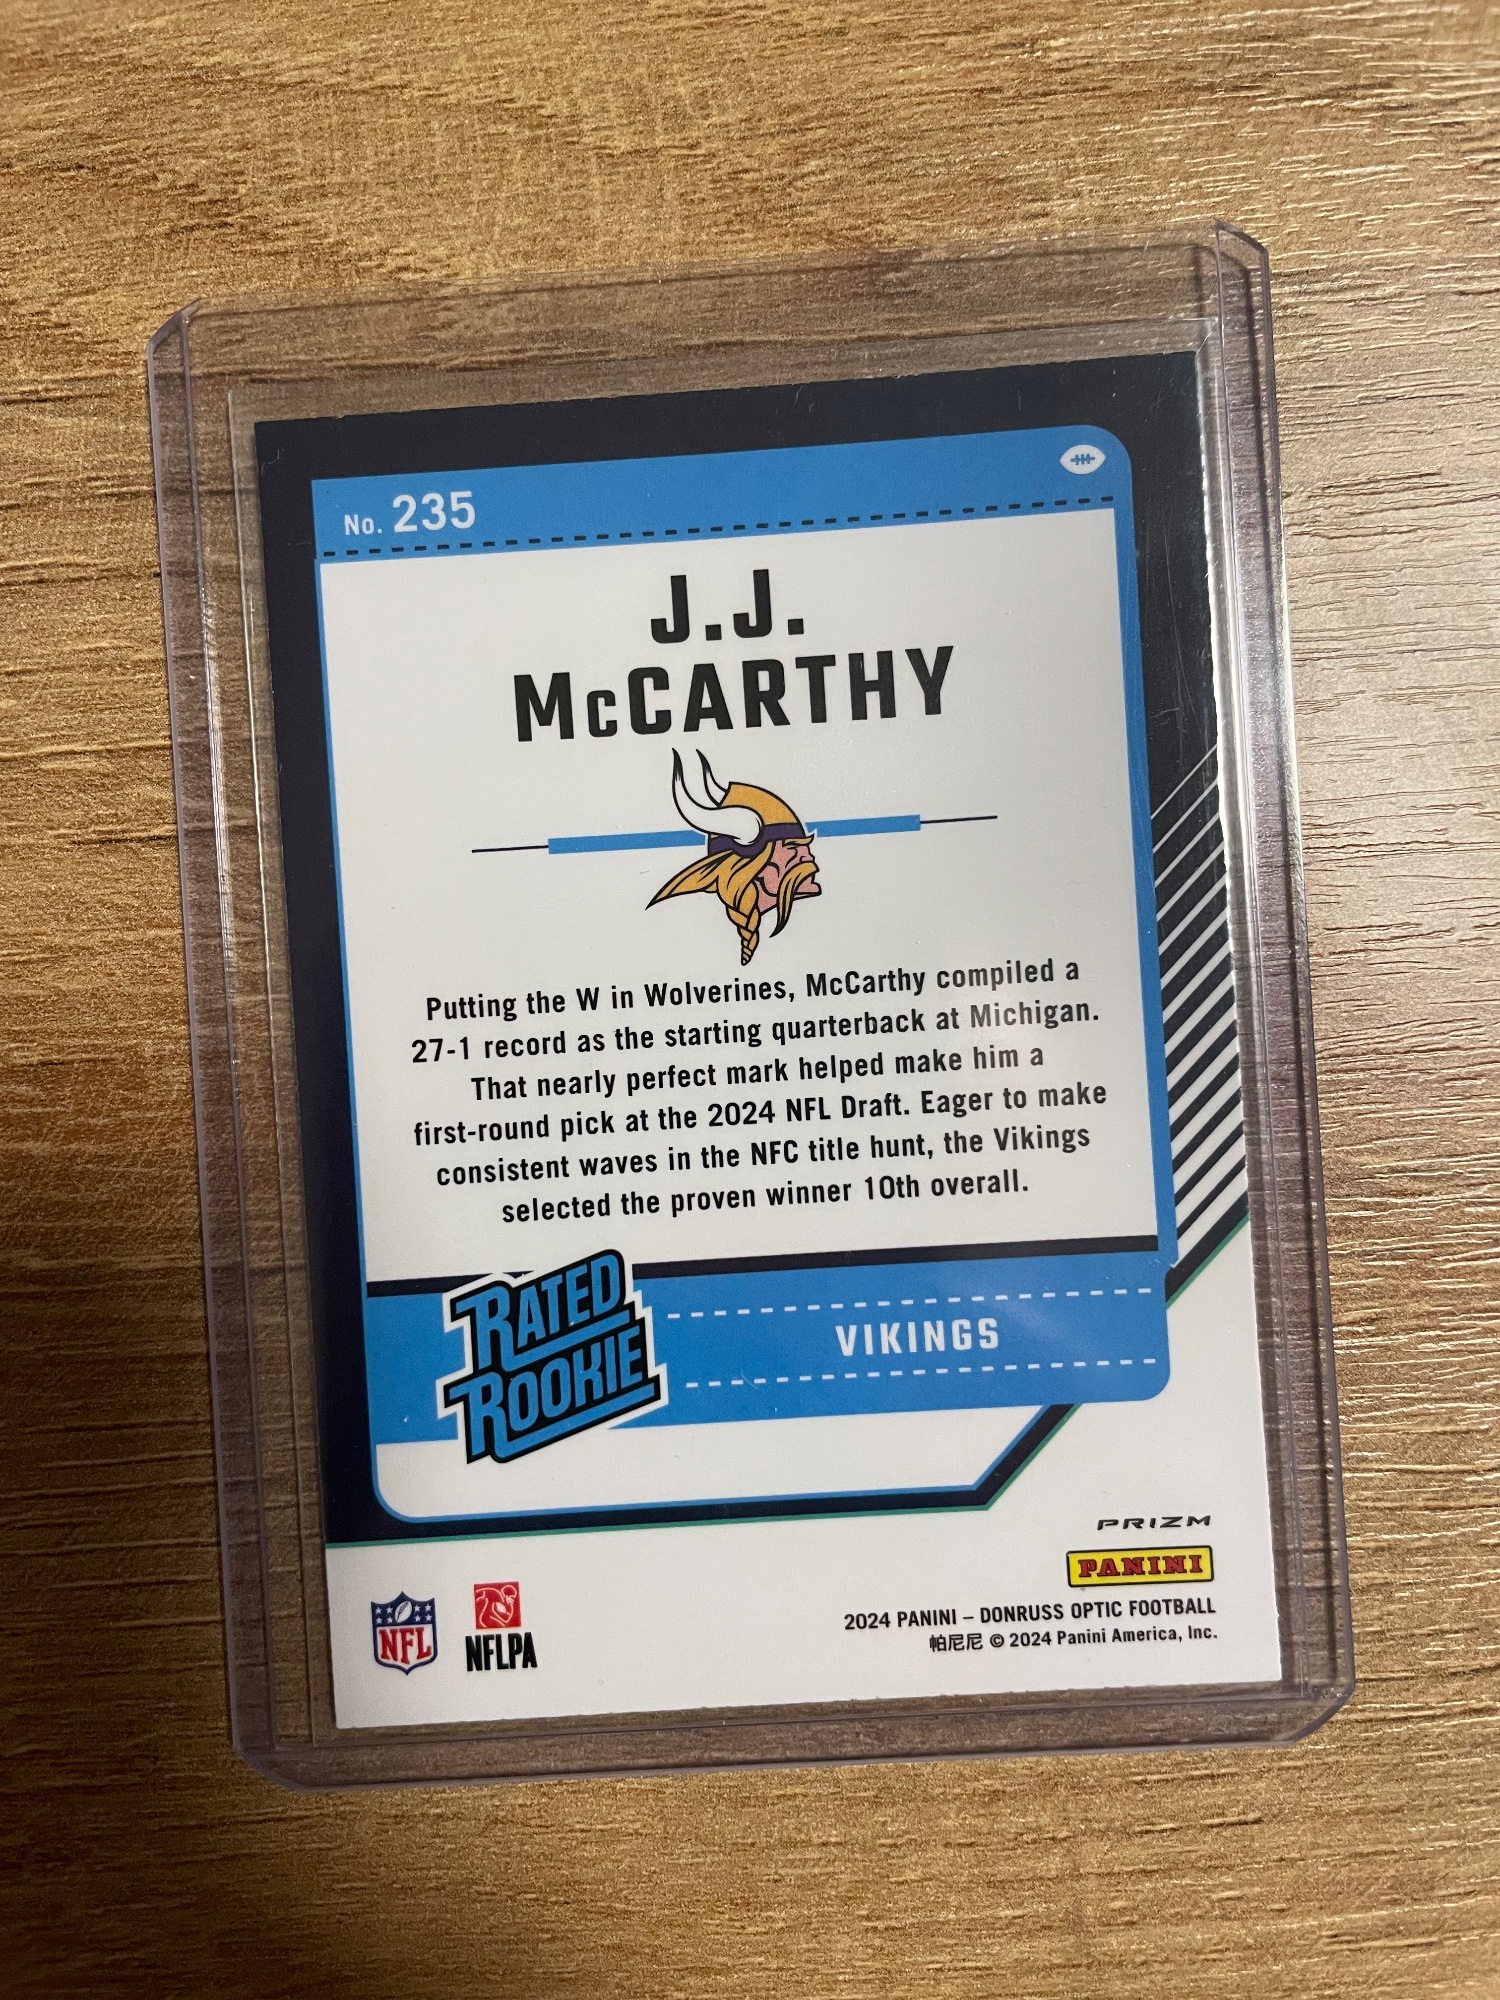 No. 235
J.J.
McCARTHY
Putting the W in Wolverines, McCarthy compiled a
27-1 record as the starting quarterback at Michigan.
That nearly perfect mark helped make him a
first-round pick at the 2024 NFL Draft. Eager to make
consistent waves in the NFC title hunt, the Vikings
selected the proven winner 10th overall.
RATED
ROOKIE
VIKINGS
PRIZM
PANINI
NFL
NFLPA
2024 PANINI – DONRUSS OPTIC FOOTBALL
帕尼尼 © 2024 Panini America, Inc.